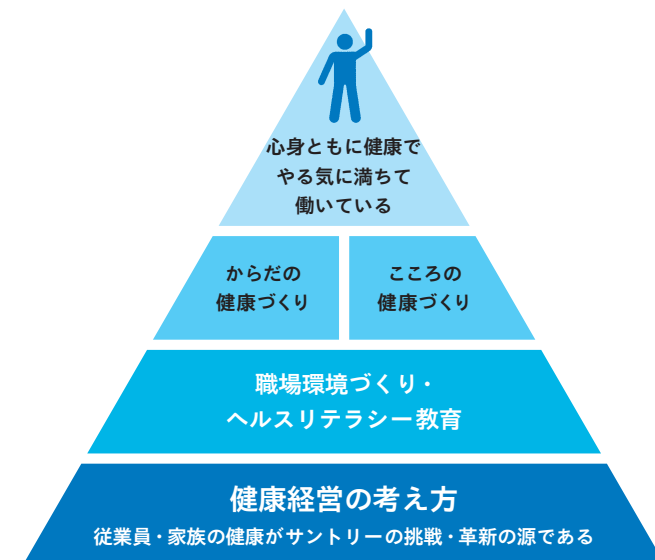 心身ともに健康で
やる気に満ちて
働いている
からだの
健康づくり
こころの
健康づくり
職場環境づくり・
ヘルスリテラシー教育
健康経営の考え方
従業員・家族の健康がサントリーの挑戦・革新の源である